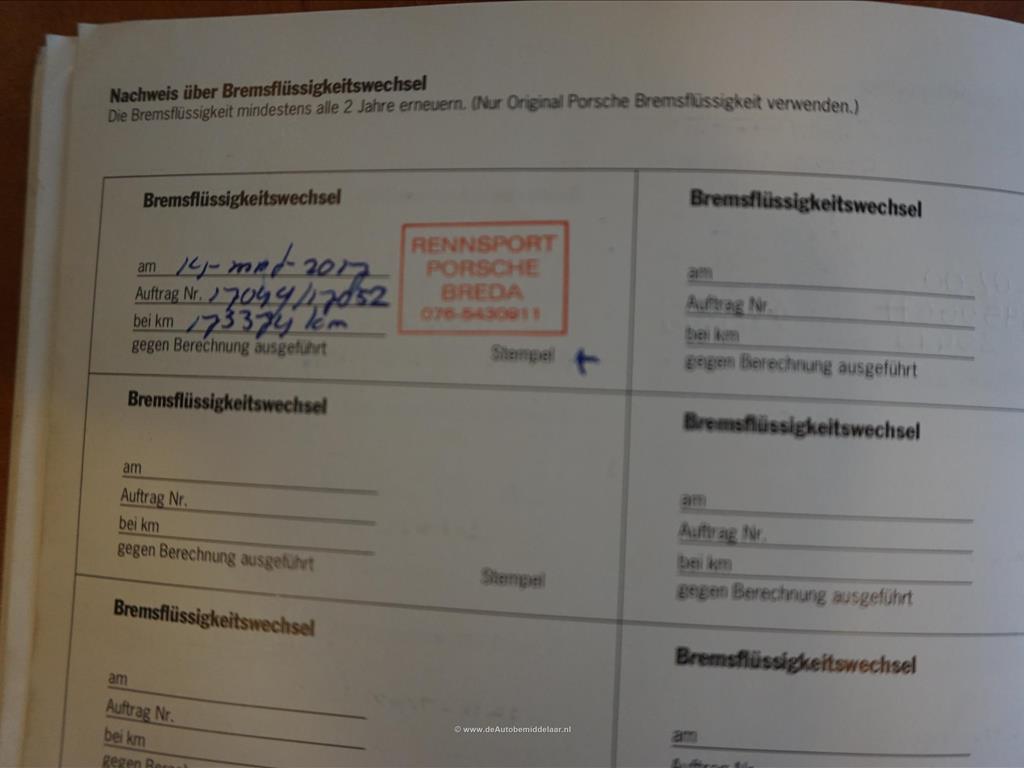 Nachweis über Bremsflüssigkeitswechsel
Die Bremsflüssigkeit mindestens alle 2 Jahre erneuern. (Nur Original Porsche Bremsflüssigkeit verwenden.)
Bremsflüssigkeitswechsel
am 14- mrt- 2017
Auftrag Nr. 17044/17052
bei km 173374 km
gegen Berechnung ausgeführt
RENNSPORT
PORSCHE
BREDA
076-5430911
Stempel
Bremsflüssigkeitswechsel
am
Auftrag Nr.
bei km
gegen Berechnung ausgeführt
Bremsflüssigkeitswechsel
am
Auftrag Nr.
bei km
gegen Berechnung ausgeführt
Stempel
Bremsflüssigkeitswechsel
am
Auftrag Nr.
bei km
gegen Berechnung ausgeführt
Bremsflüssigkeitswechsel
am
Auftrag Nr.
bei km
gegen
Bremsflüssigkeitswechsel
am
© www.deAutobemiddelaar.nl